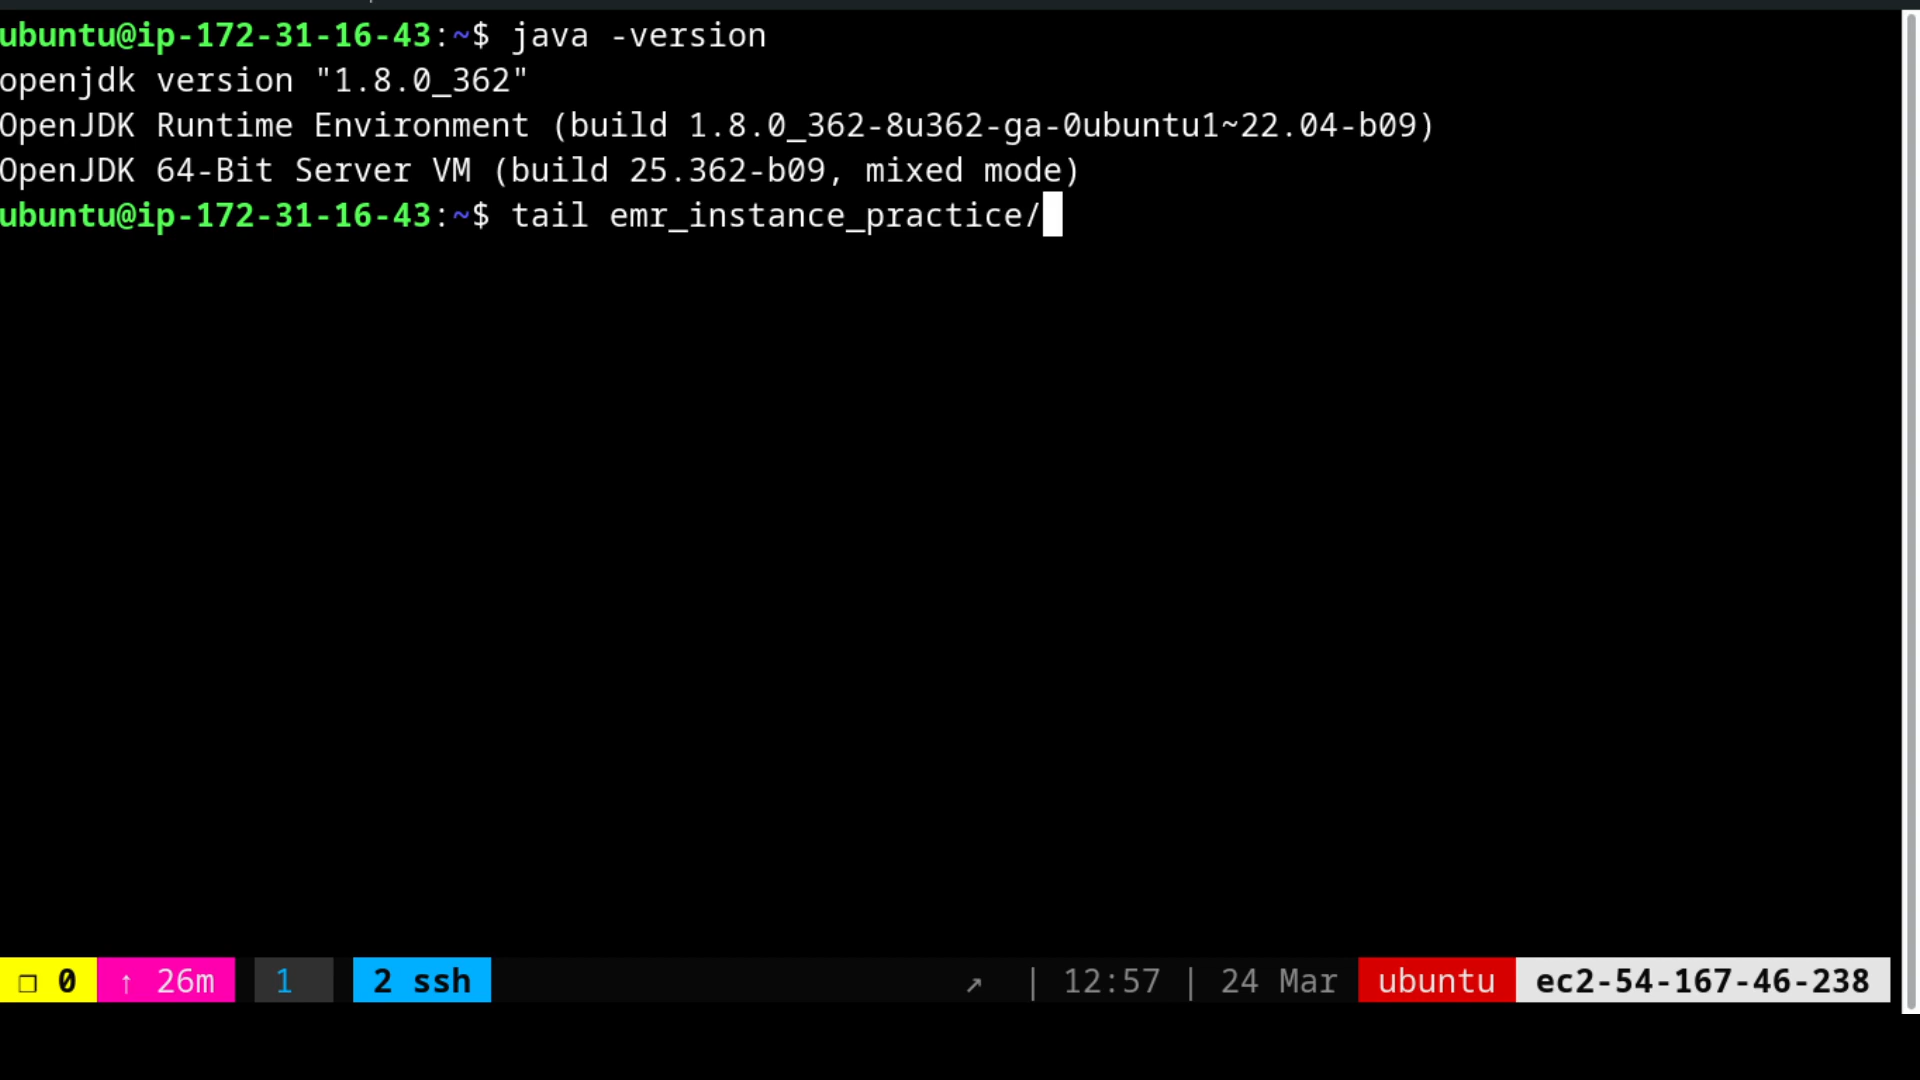 ubuntu@ip-172-31-16-43:~$ java -version
openjdk version "1.8.0_362"
OpenJDK Runtime Environment (build 1.8.0_362-8u362-ga-0ubuntu1~22.04-b09)
OpenJDK 64-Bit Server VM (build 25.362-b09, mixed mode)
ubuntu@ip-172-31-16-43:~$ tail emr_instance_practice/
❐ 0 ↑ 26m 1 2 ssh ↗ | 12:57 | 24 Mar ubuntu ec2-54-167-46-238